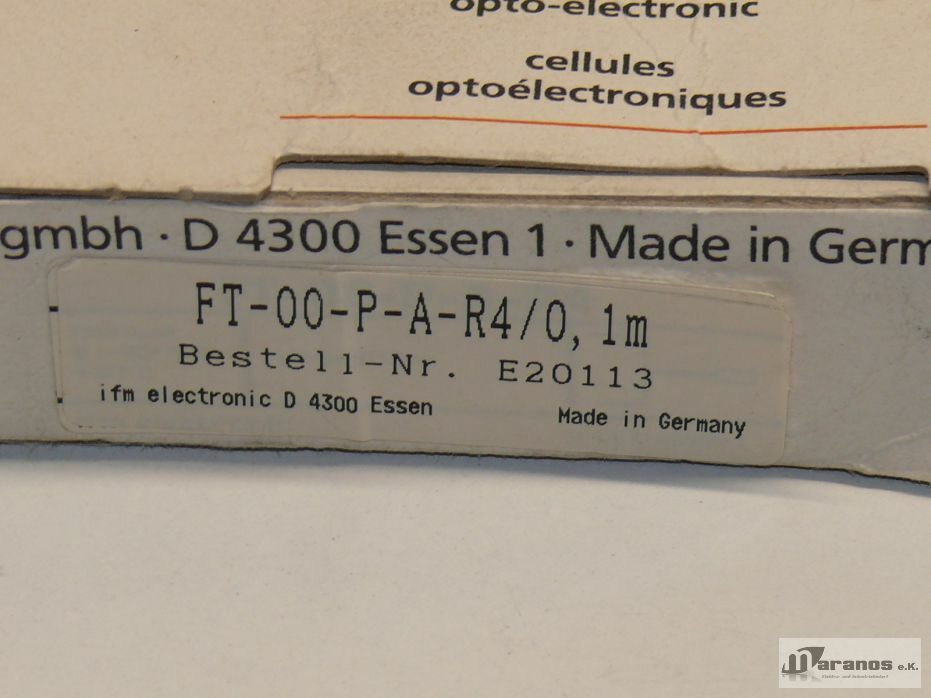 opto-electronic
cellules
optoélectroniques
gmbh · D 4300 Essen 1 · Made in Germ
FT-00-P-A-R4/0,1m
Bestell-Nr. E20113
ifm electronic D 4300 Essen
Made in Germany
maranos e.K.